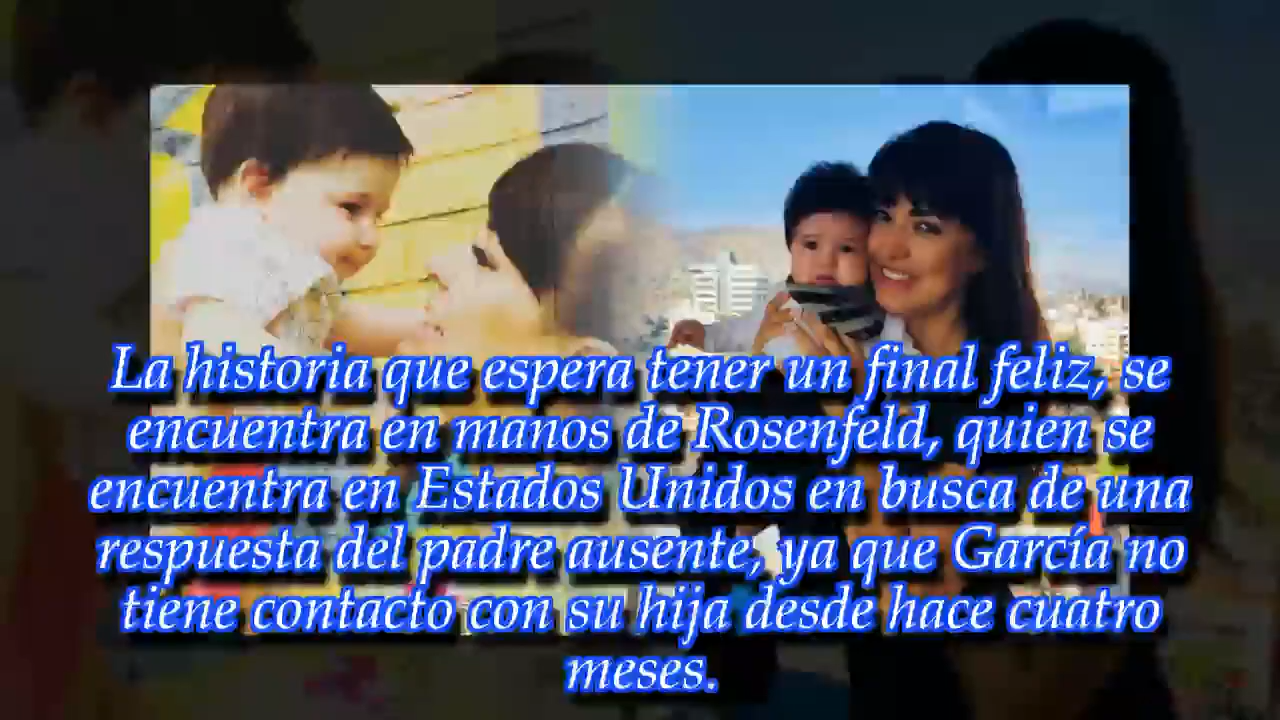 La historia que espera tener un final feliz, se
encuentra en manos de Rosenfeld, quien se
encuentra en Estados Unidos en busca de una
respuesta del padre ausente, ya que García no
tiene contacto con su hija desde hace cuatro
meses.